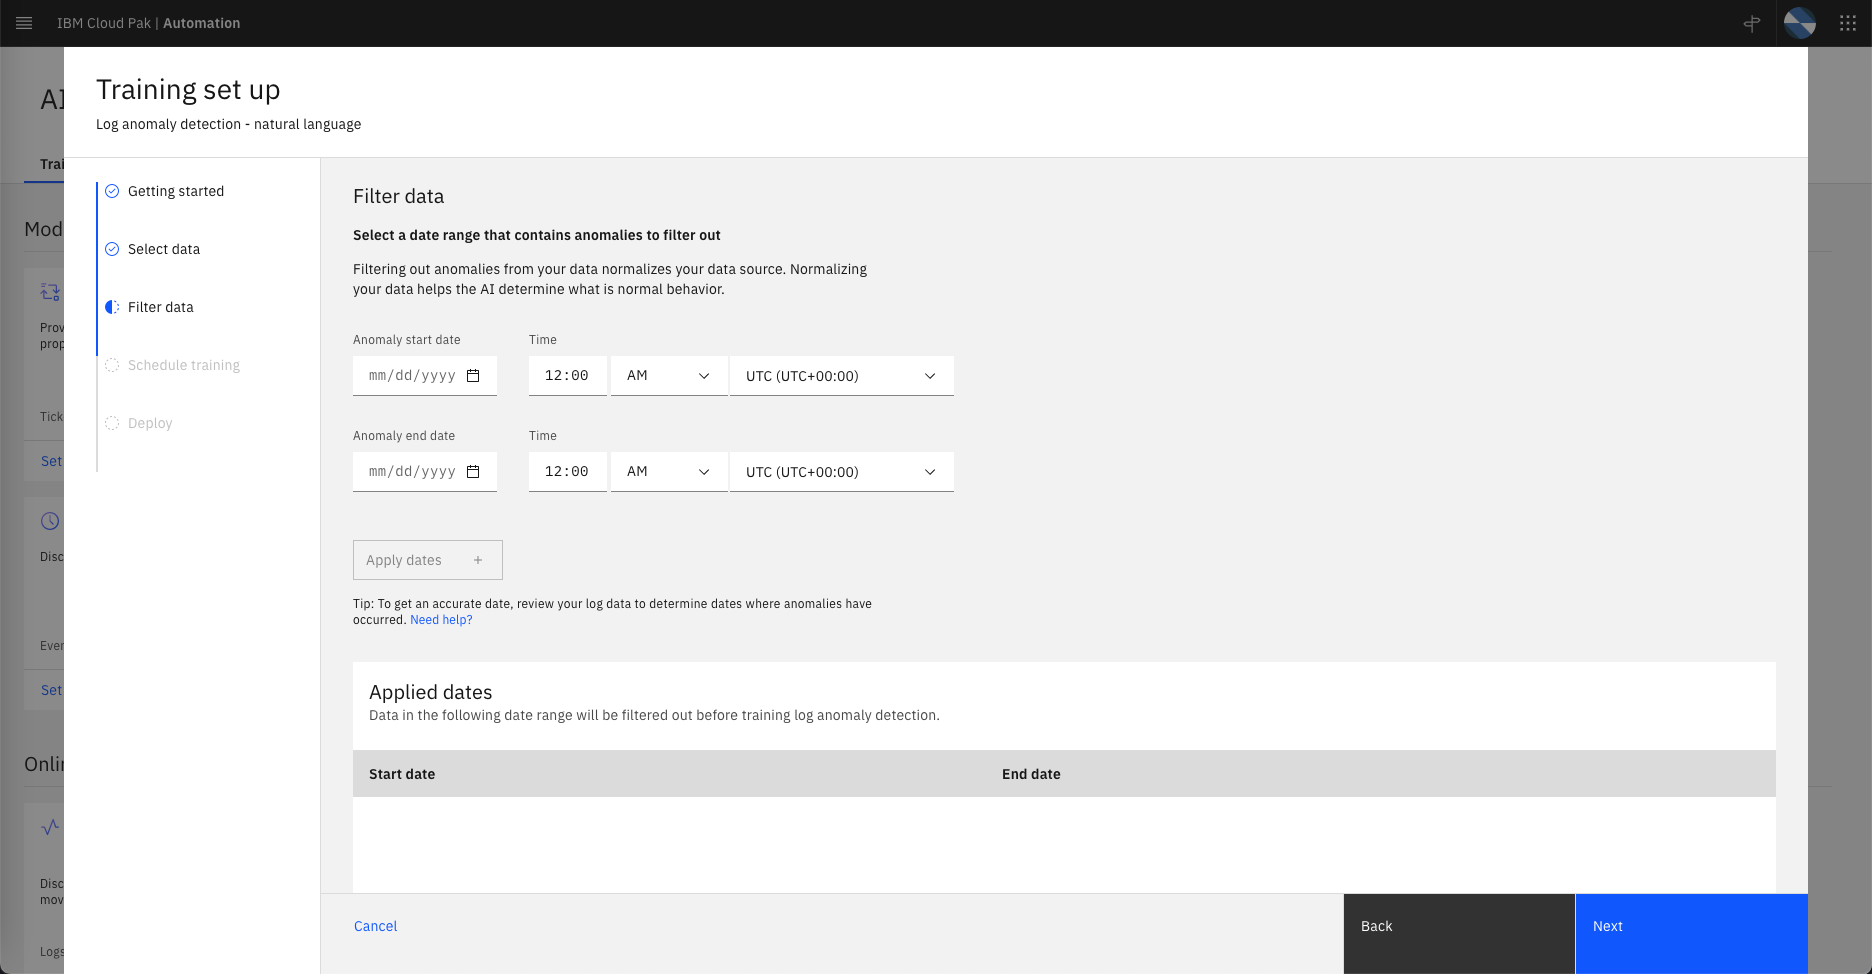 IBM Cloud Pak | Automation
AI
Training set up
Log anomaly detection - natural language
Trai
Getting started
Select data
Filter data
Schedule training
Deploy
Mod
Prov
prop
Tick
Set
Disc
Ever
Set
Onlin
Disc
mov
Logs
Filter data
Select a date range that contains anomalies to filter out
Filtering out anomalies from your data normalizes your data source. Normalizing
your data helps the AI determine what is normal behavior.
Anomaly start date Time
mm/dd/yyyy 12:00 AM UTC (UTC+00:00)
Anomaly end date Time
mm/dd/yyyy 12:00 AM UTC (UTC+00:00)
Apply dates +
Tip: To get an accurate date, review your log data to determine dates where anomalies have
occurred. Need help?
Applied dates
Data in the following date range will be filtered out before training log anomaly detection.
Start date End date
Cancel Back Next